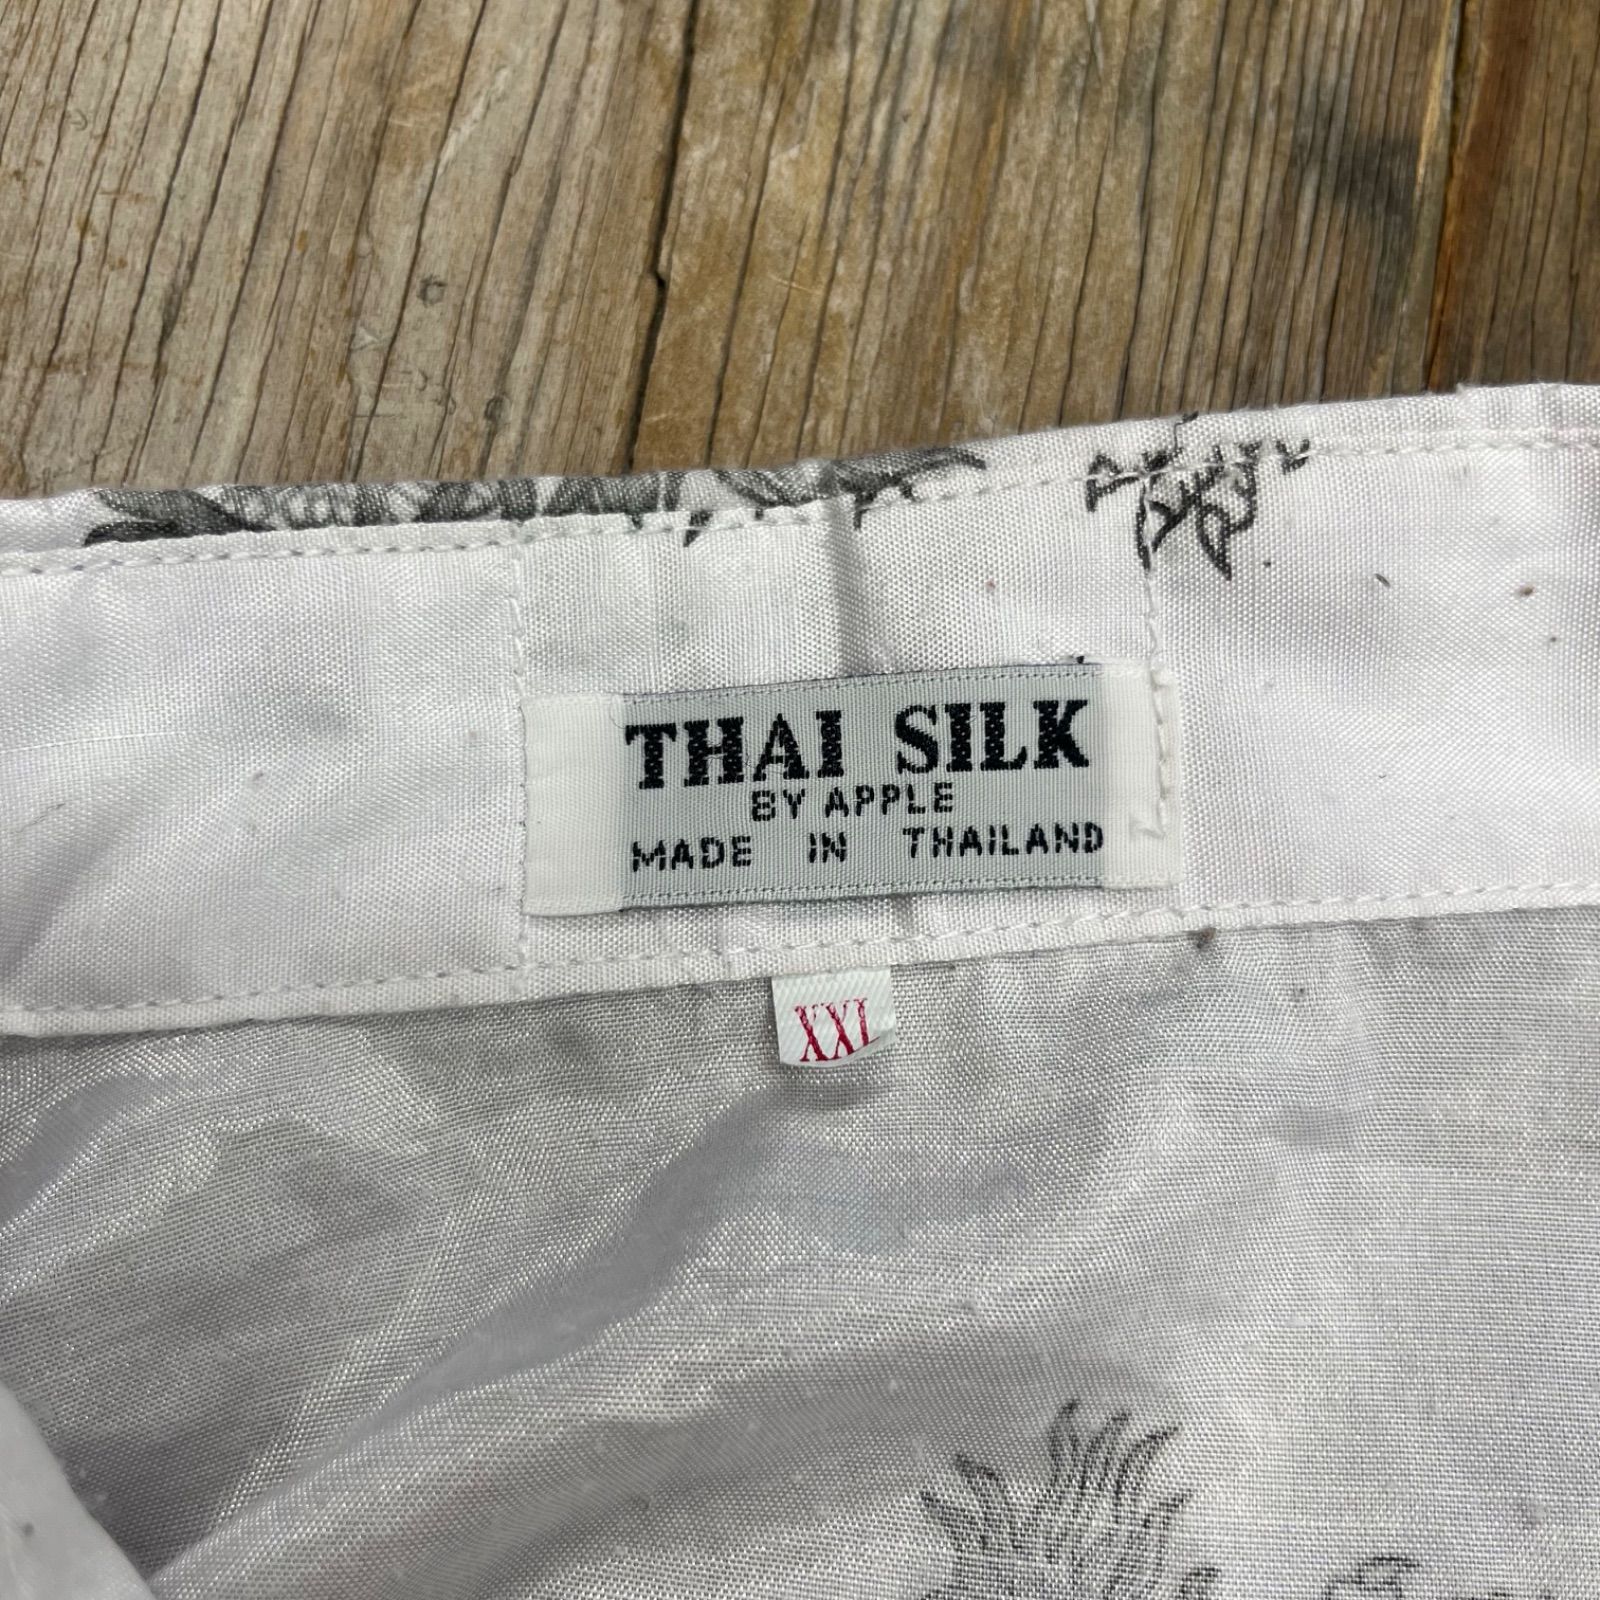 THAI SILK
BY APPLE
MADE IN THAILAND
XXL